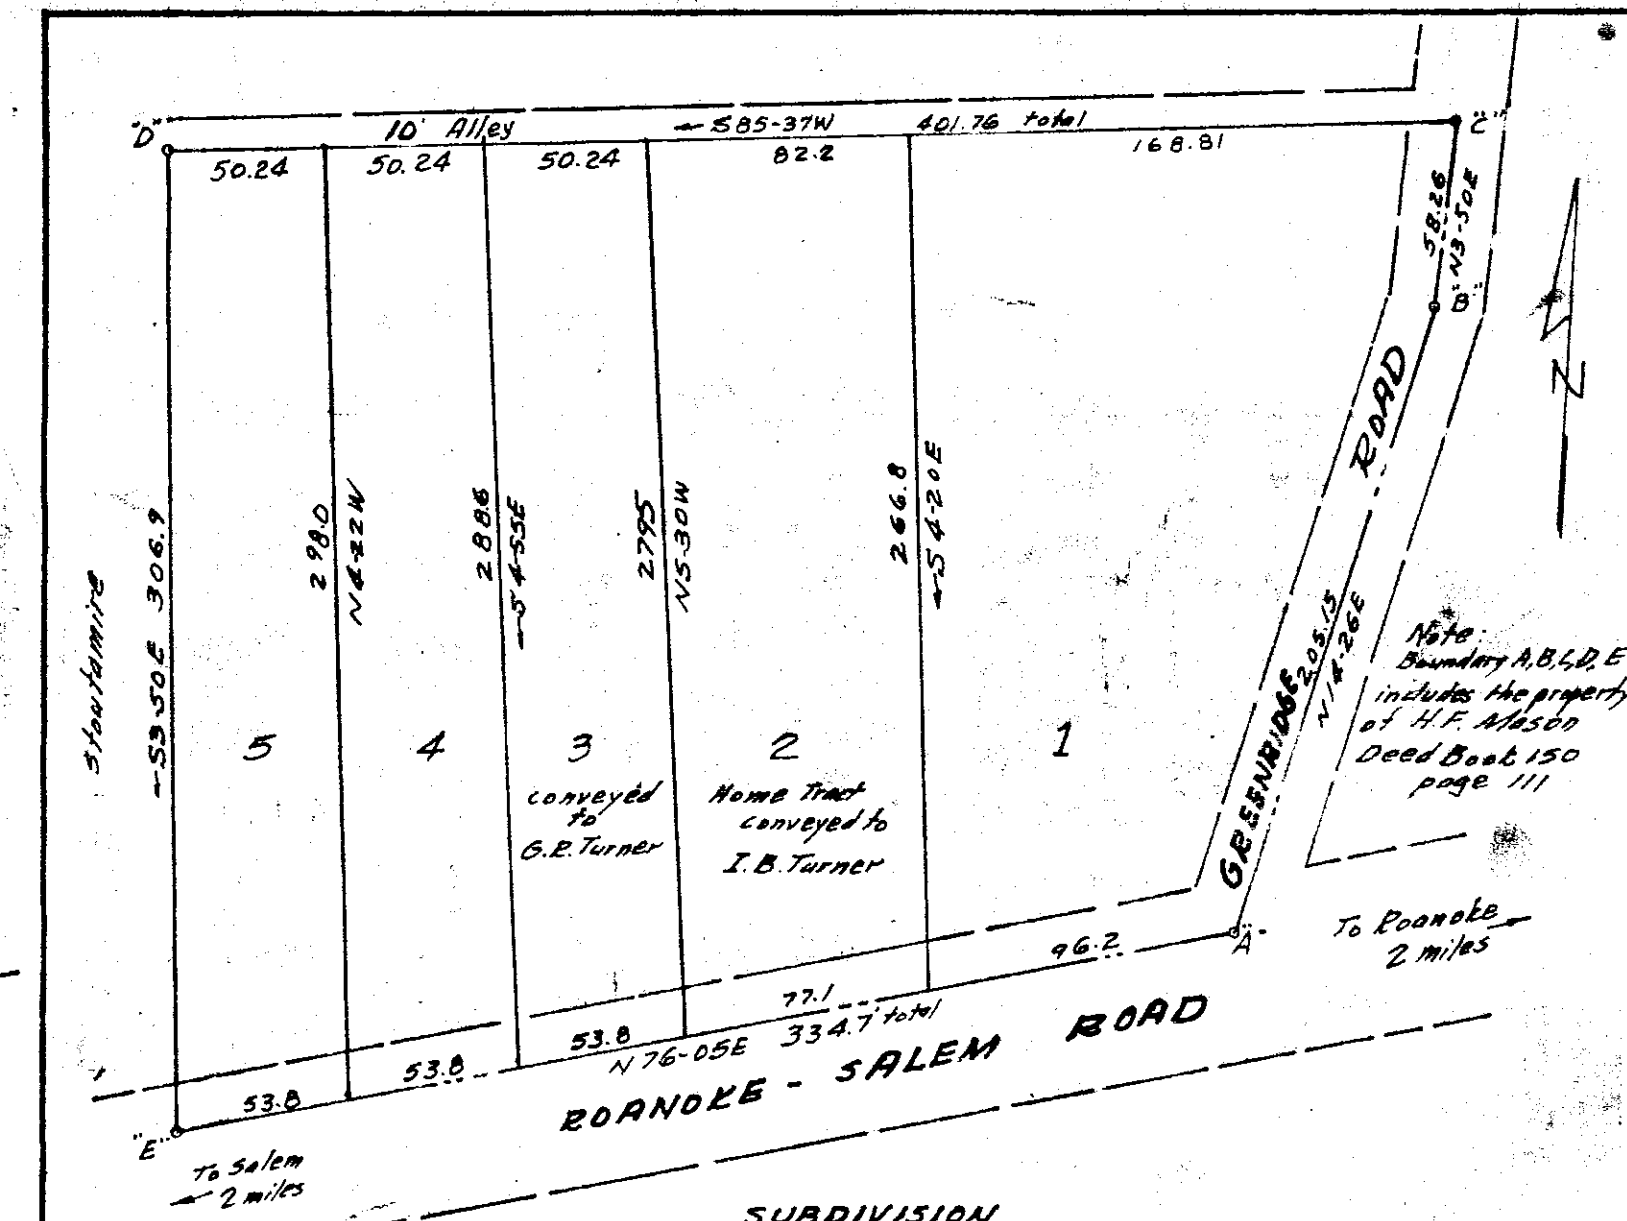 "D"
10' Alley
← S85-37W 401.76 total
"C"
50.24
50.24
50.24
82.2
168.81
58.26
N3-50E
"B"
N
ROAD
Stoutamire
←S3-50E 306.9
298.0
N4-22W
288.6
←S4-55E
279.5
N5-30W
266.8
←S4-20E
205.15
N14-26E
GREENRIDGE
Note:
Boundary A,B,C,D,E
includes the property
of H.F. Mason
Deed Book 150
page 111
5
4
3
2
1
conveyed
to
G.R. Turner
Home Tract
conveyed to
I.B. Turner
To Roanoke
2 miles
"A"
96.2
77.1
53.8
53.8
53.8
N 76-05E 334.7' total
ROANOKE - SALEM ROAD
"E"
To Salem
← 2 miles
SUBDIVISION